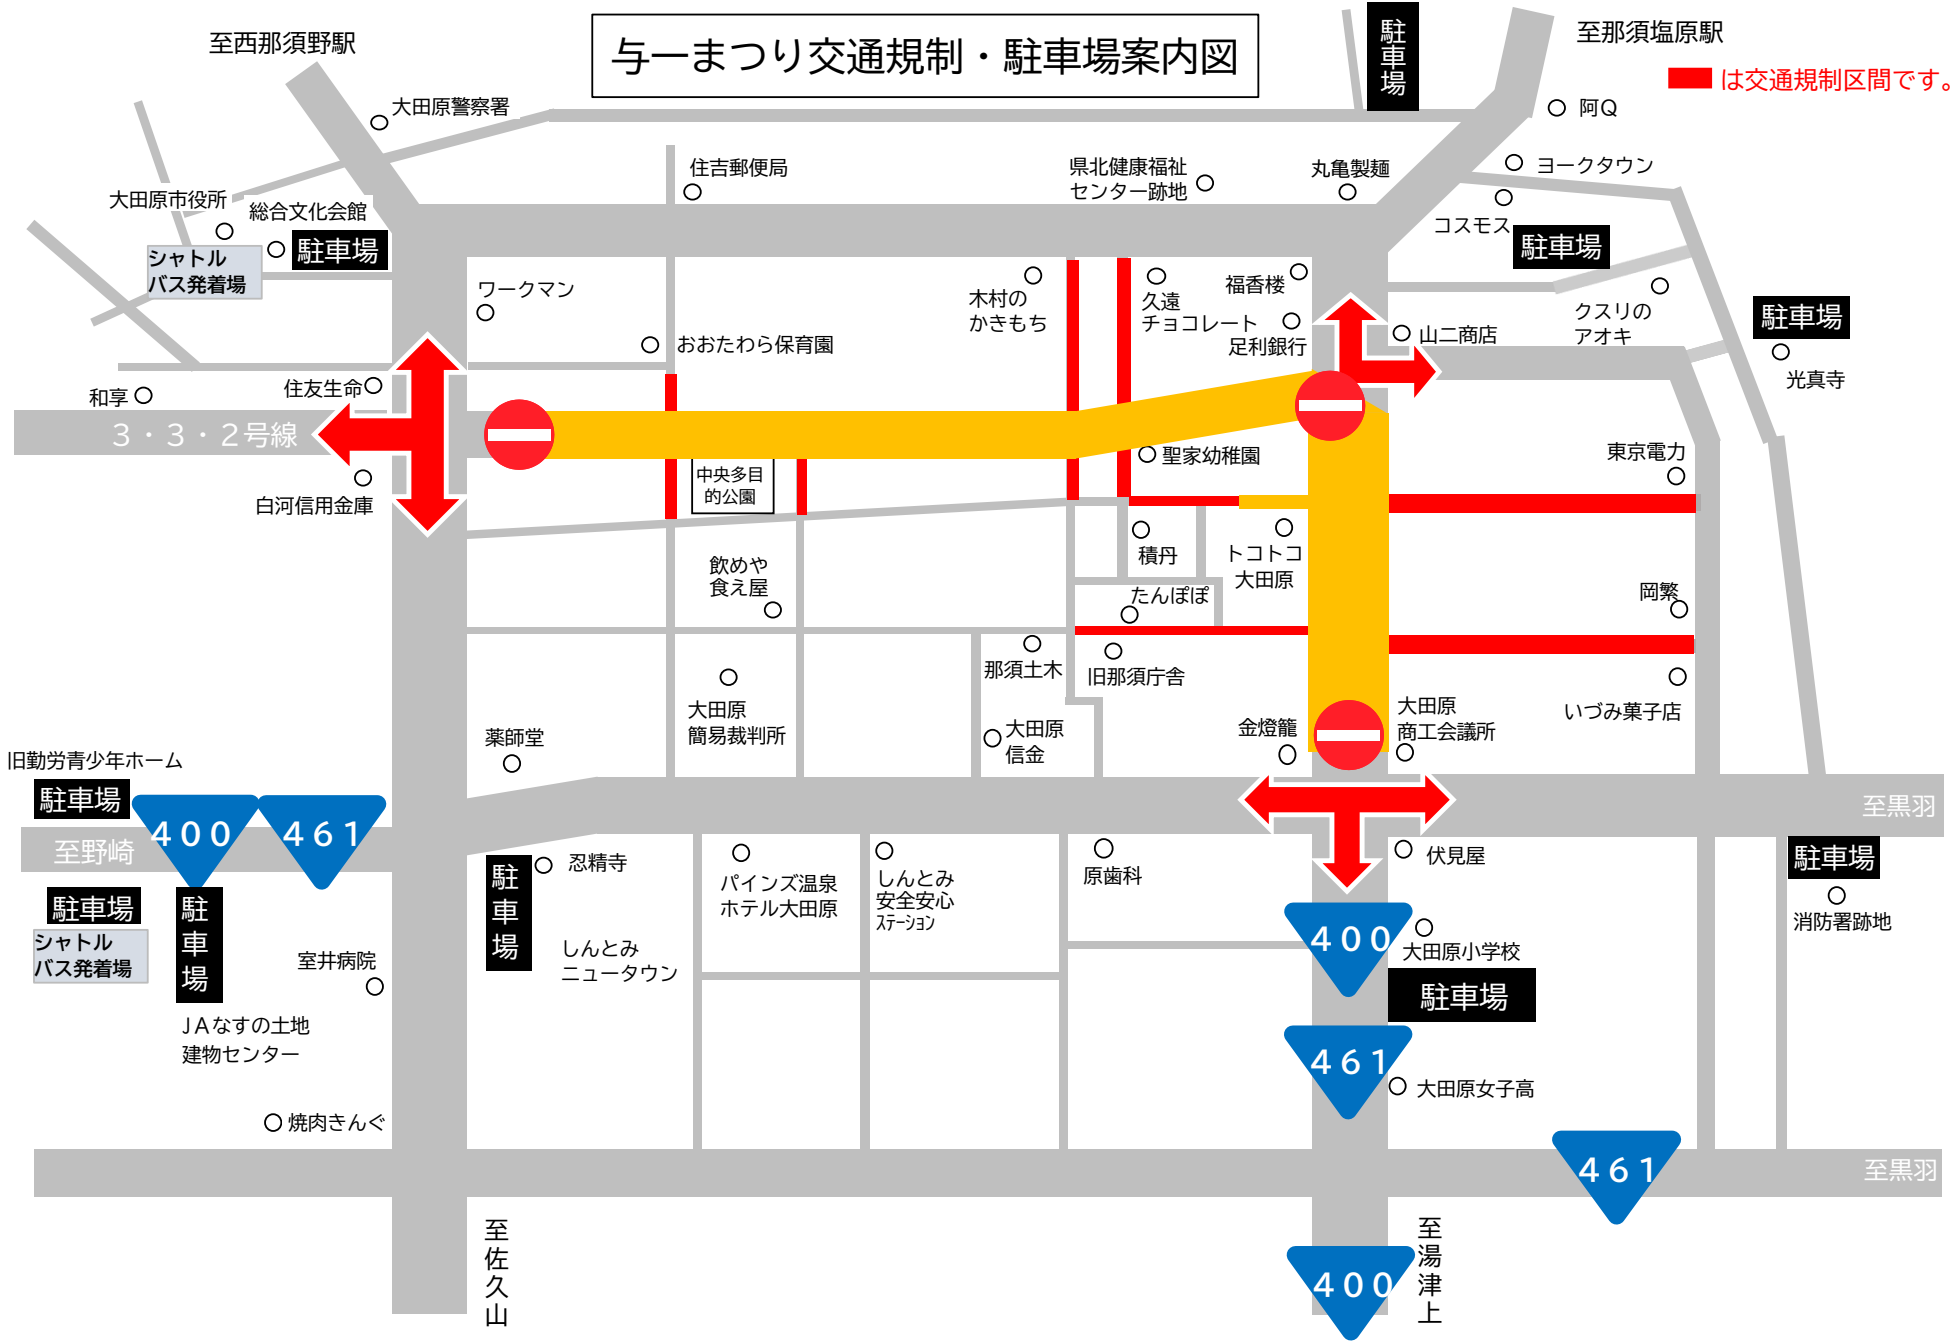 与一まつり交通規制・駐車場案内図
至西那須野駅
駐車場
至那須塩原駅
は交通規制区間です。
大田原警察署
阿Q
住吉郵便局
県北健康福祉
センター跡地
丸亀製麺
ヨークタウン
大田原市役所
総合文化会館
コスモス
駐車場
駐車場
シャトル
バス発着場
ワークマン
木村の
かきもち
久遠
チョコレート
福香楼
足利銀行
山二商店
クスリの
アオキ
駐車場
光真寺
おおたわら保育園
和享
住友生命
3・3・2号線
白河信用金庫
中央多目
的公園
聖家幼稚園
東京電力
積丹
トコトコ
大田原
飲めや
食え屋
たんぽぽ
岡繁
那須土木
旧那須庁舎
大田原
簡易裁判所
大田原
信金
金燈籠
大田原
商工会議所
いづみ菓子店
薬師堂
旧勤労青少年ホーム
駐車場
400
461
至野崎
至黒羽
駐車場
忍精寺
パインズ温泉
ホテル大田原
しんとみ
安全安心
ｽﾃｰｼｮﾝ
原歯科
伏見屋
駐車場
消防署跡地
駐車場
シャトル
バス発着場
駐車場
JAなすの土地
建物センター
室井病院
しんとみ
ニュータウン
400
大田原小学校
駐車場
461
大田原女子高
焼肉きんぐ
461
至黒羽
至佐久山
至湯津上
400